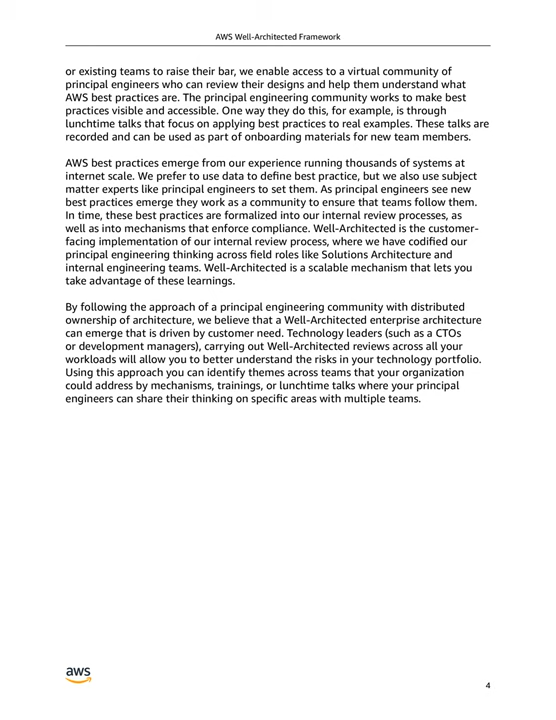 AWS Well-Architected Framework
or existing teams to raise their bar, we enable access to a virtual community of
principal engineers who can review their designs and help them understand what
AWS best practices are. The principal engineering community works to make best
practices visible and accessible. One way they do this, for example, is through
lunchtime talks that focus on applying best practices to real examples. These talks are
recorded and can be used as part of onboarding materials for new team members.
AWS best practices emerge from our experience running thousands of systems at
internet scale. We prefer to use data to define best practice, but we also use subject
matter experts like principal engineers to set them. As principal engineers see new
best practices emerge they work as a community to ensure that teams follow them.
In time, these best practices are formalized into our internal review processes, as
well as into mechanisms that enforce compliance. Well-Architected is the customer-
facing implementation of our internal review process, where we have codified our
principal engineering thinking across field roles like Solutions Architecture and
internal engineering teams. Well-Architected is a scalable mechanism that lets you
take advantage of these learnings.
By following the approach of a principal engineering community with distributed
ownership of architecture, we believe that a Well-Architected enterprise architecture
can emerge that is driven by customer need. Technology leaders (such as a CTOs
or development managers), carrying out Well-Architected reviews across all your
workloads will allow you to better understand the risks in your technology portfolio.
Using this approach you can identify themes across teams that your organization
could address by mechanisms, trainings, or lunchtime talks where your principal
engineers can share their thinking on specific areas with multiple teams.
aws
4